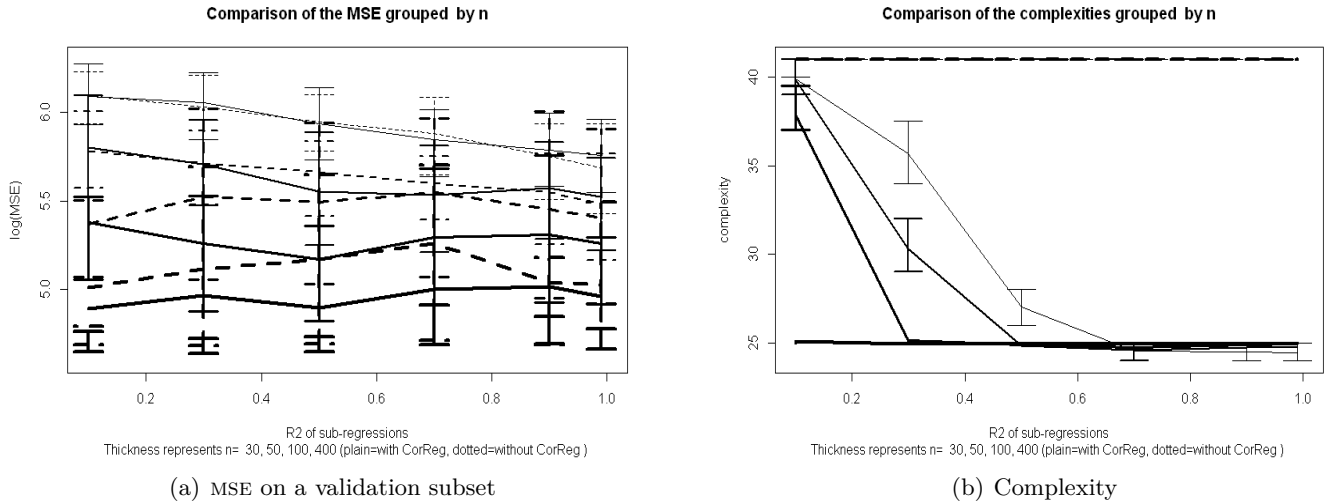 Comparison of the MSE grouped by n
log(MSE)
6.0
5.5
5.0
0.2 0.4 0.6 0.8 1.0
R2 of sub-regressions
Thickness represents n= 30, 50, 100, 400 (plain=with CorReg, dotted=without CorReg )
(a) MSE on a validation subset
Comparison of the complexities grouped by n
complexity
40
35
30
25
0.2 0.4 0.6 0.8 1.0
R2 of sub-regressions
Thickness represents n= 30, 50, 100, 400 (plain=with CorReg, dotted=without CorReg )
(b) Complexity